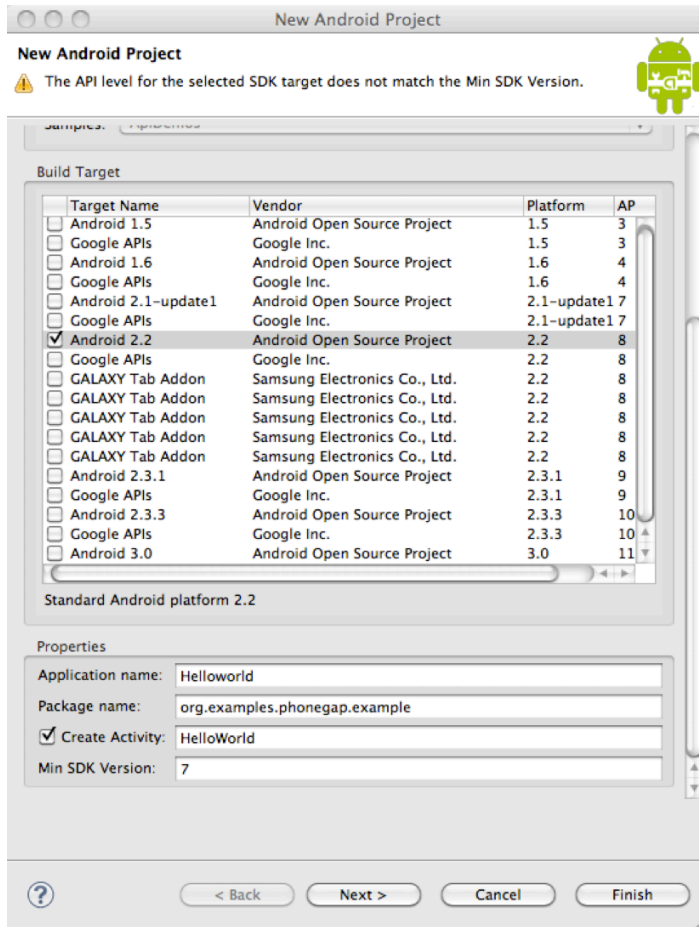 New Android Project
New Android Project
The API level for the selected SDK target does not match the Min SDK Version.
Samples: ApiDemos
Build Target
Target Name Vendor Platform AP
Android 1.5 Android Open Source Project 1.5 3
Google APIs Google Inc. 1.5 3
Android 1.6 Android Open Source Project 1.6 4
Google APIs Google Inc. 1.6 4
Android 2.1-update1 Android Open Source Project 2.1-update1 7
Google APIs Google Inc. 2.1-update1 7
Android 2.2 Android Open Source Project 2.2 8
Google APIs Google Inc. 2.2 8
GALAXY Tab Addon Samsung Electronics Co., Ltd. 2.2 8
GALAXY Tab Addon Samsung Electronics Co., Ltd. 2.2 8
GALAXY Tab Addon Samsung Electronics Co., Ltd. 2.2 8
GALAXY Tab Addon Samsung Electronics Co., Ltd. 2.2 8
Android 2.3.1 Android Open Source Project 2.3.1 9
Google APIs Google Inc. 2.3.1 9
Android 2.3.3 Android Open Source Project 2.3.3 10
Google APIs Google Inc. 2.3.3 10
Android 3.0 Android Open Source Project 3.0 11
Standard Android platform 2.2
Properties
Application name: Helloworld
Package name: org.examples.phonegap.example
Create Activity: HelloWorld
Min SDK Version: 7
? < Back Next > Cancel Finish